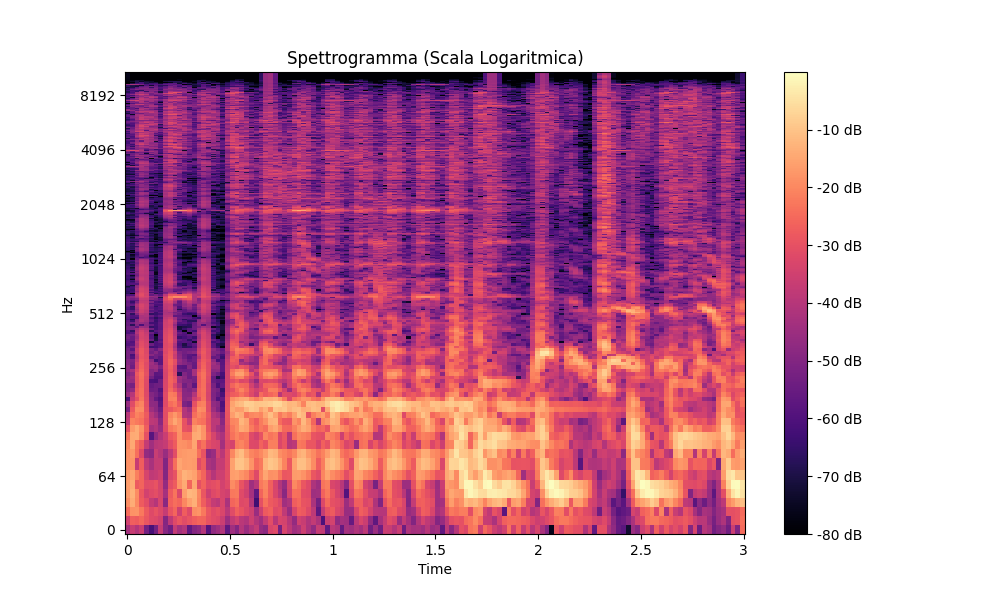 Spettrogramma (Scala Logaritmica)
Hz
8192
4096
2048
1024
512
256
128
64
0
0
0.5
1
1.5
2
2.5
3
Time
-10 dB
-20 dB
-30 dB
-40 dB
-50 dB
-60 dB
-70 dB
-80 dB